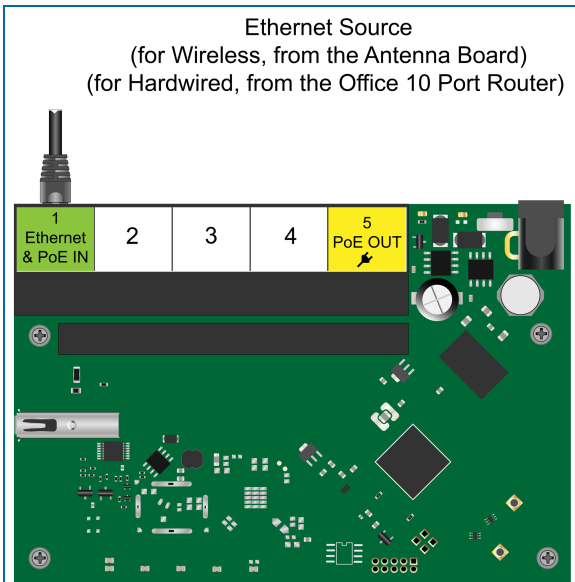 Ethernet Source
(for Wireless, from the Antenna Board)
(for Hardwired, from the Office 10 Port Router)
1
Ethernet
& PoE IN
2
3
4
5
PoE OUT